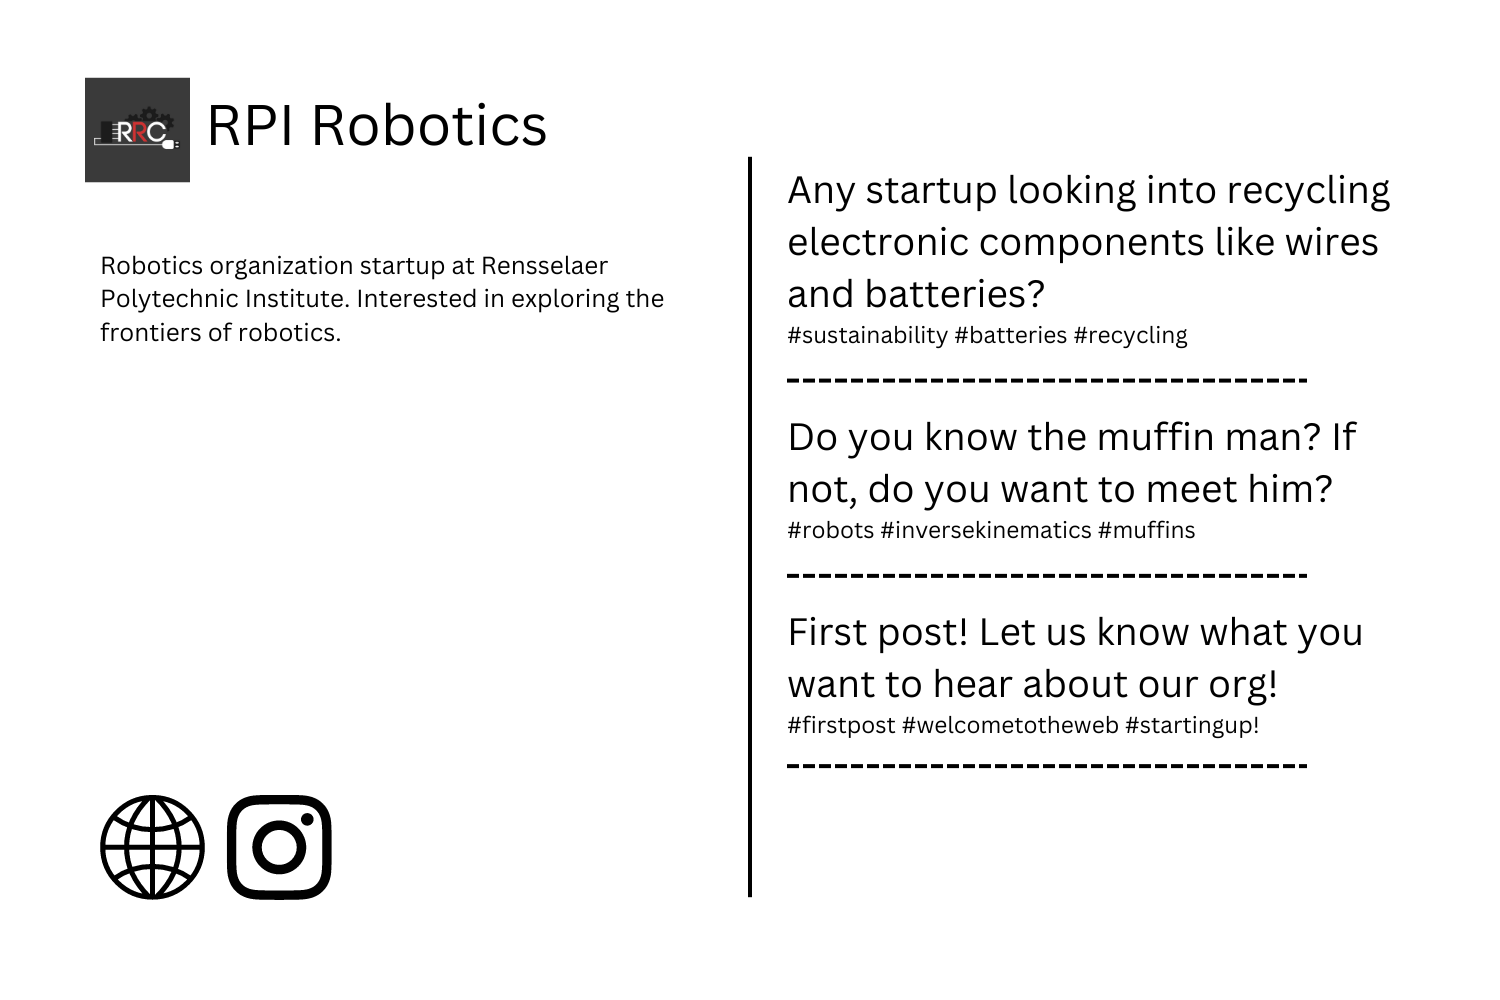 RRC
RPI Robotics
Robotics organization startup at Rensselaer
Polytechnic Institute. Interested in exploring the
frontiers of robotics.
Any startup looking into recycling
electronic components like wires
and batteries?
#sustainability #batteries #recycling
Do you know the muffin man? If
not, do you want to meet him?
#robots #inversekinematics #muffins
First post! Let us know what you
want to hear about our org!
#firstpost #welcometotheweb #startingup!